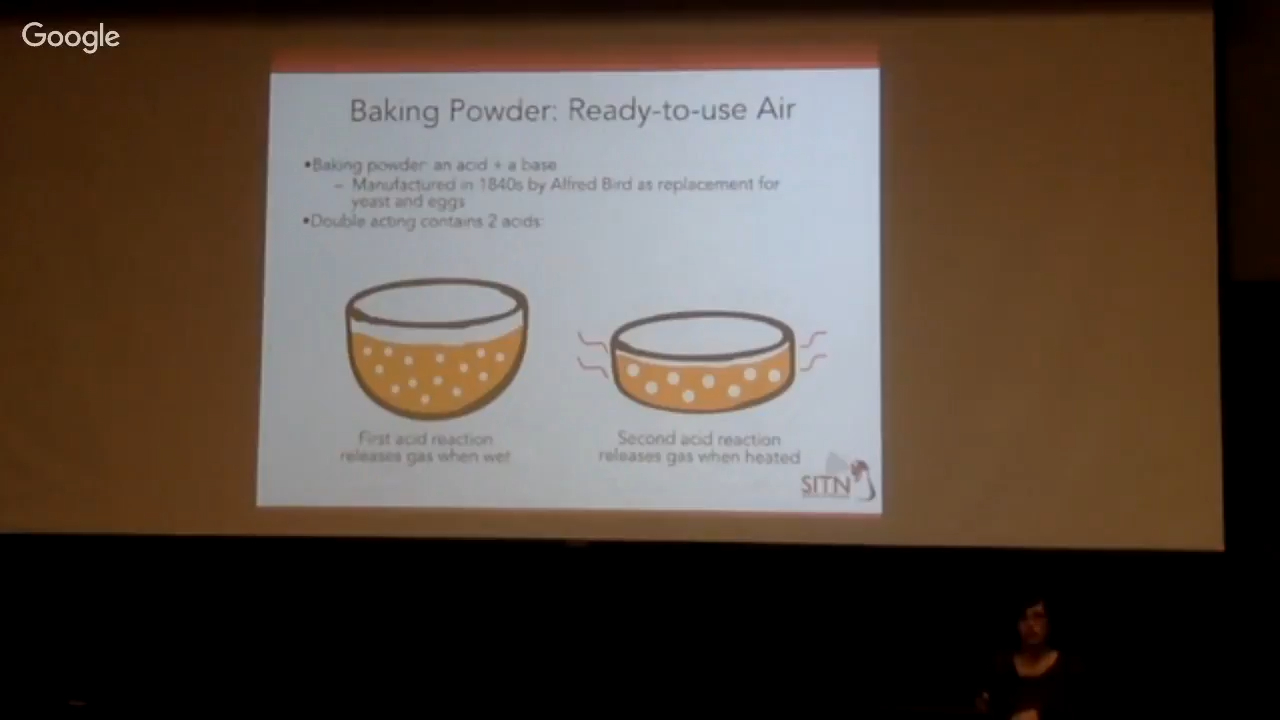 Google
Baking Powder: Ready-to-use Air
•Baking powder: an acid + a base
– Manufactured in 1840s by Alfred Bird as replacement for
yeast and eggs
•Double acting contains 2 acids:
First acid reaction
releases gas when wet
Second acid reaction
releases gas when heated
SITN